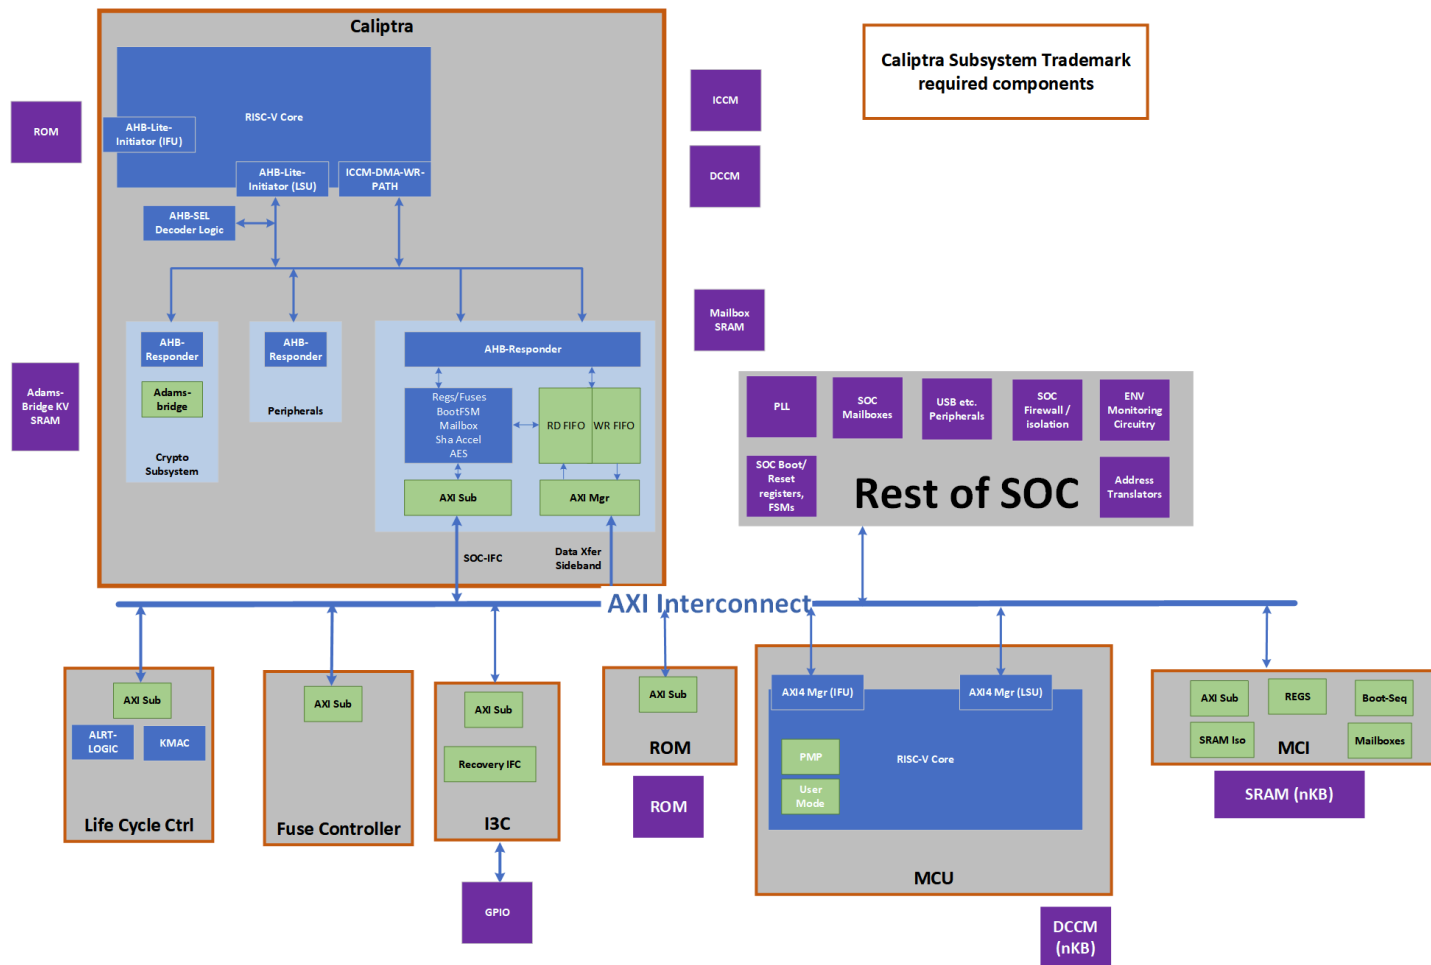 Caliptra
Caliptra Subsystem Trademark
required components
ROM
AHB-Lite-
Initiator (IFU)
RISC-V Core
AHB-Lite-
Initiator (LSU)
ICCM-DMA-WR-
PATH
ICCM
DCCM
AHB-SEL
Decoder Logic
Mailbox
SRAM
AHB-
Responder
Adams-
bridge
Crypto
Subsystem
AHB-
Responder
Peripherals
AHB-Responder
Regs/Fuses
BootFSM
Mailbox
Sha Accel
AES
RD FIFO
WR FIFO
AXI Sub
AXI Mgr
Adams-
Bridge KV
SRAM
SOC-IFC
Data Xfer
Sideband
PLL
SOC
Mailboxes
USB etc.
Peripherals
SOC
Firewall /
isolation
ENV
Monitoring
Circuitry
SOC Boot/
Reset
registers,
FSMs
Rest of SOC
Address
Translators
AXI Interconnect
AXI Sub
ALRT-
LOGIC
KMAC
Life Cycle Ctrl
AXI Sub
Fuse Controller
AXI Sub
Recovery IFC
I3C
GPIO
AXI Sub
ROM
ROM
AXI4 Mgr (IFU)
AXI4 Mgr (LSU)
PMP
User
Mode
RISC-V Core
MCU
DCCM
(nKB)
AXI Sub
REGS
Boot-Seq
SRAM Iso
MCI
Mailboxes
SRAM (nKB)